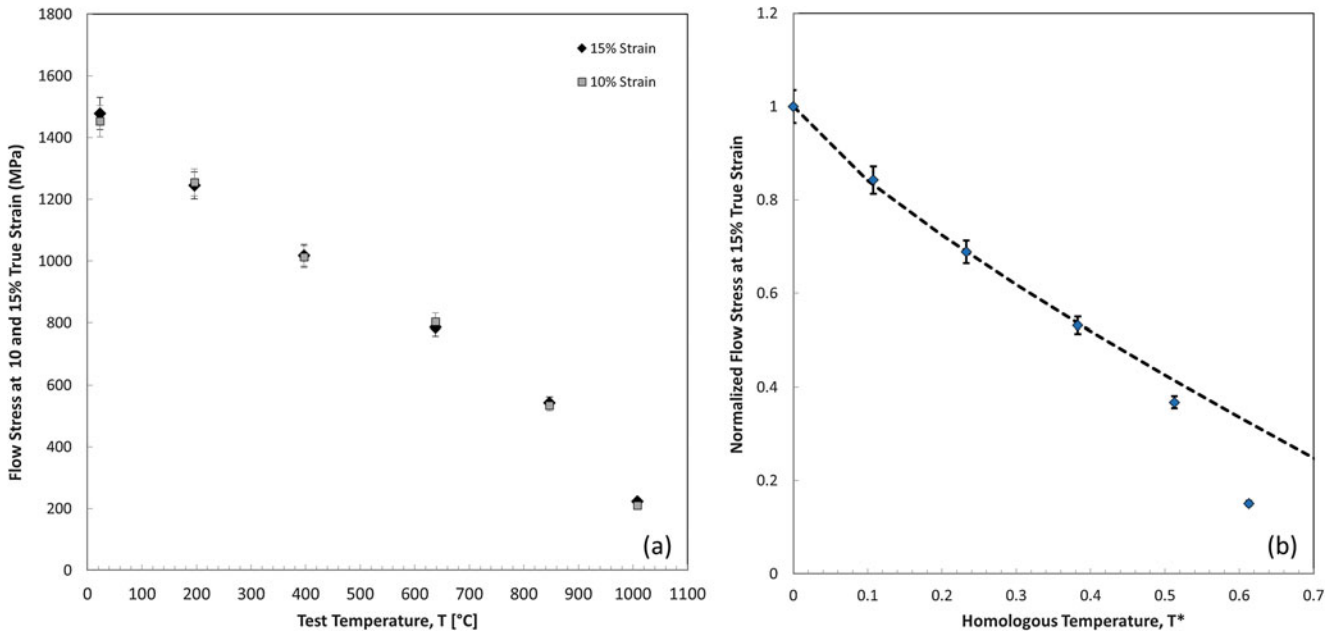 Flow Stress at 10 and 15% True Strain (MPa)
1800
1600
1400
1200
1000
800
600
400
200
0
15% Strain
10% Strain
(a)
0 100 200 300 400 500 600 700 800 900 1000 1100
Test Temperature, T [°C]
Normalized Flow Stress at 15% True Strain
1.2
1
0.8
0.6
0.4
0.2
0
(b)
0 0.1 0.2 0.3 0.4 0.5 0.6 0.7
Homologous Temperature, T*